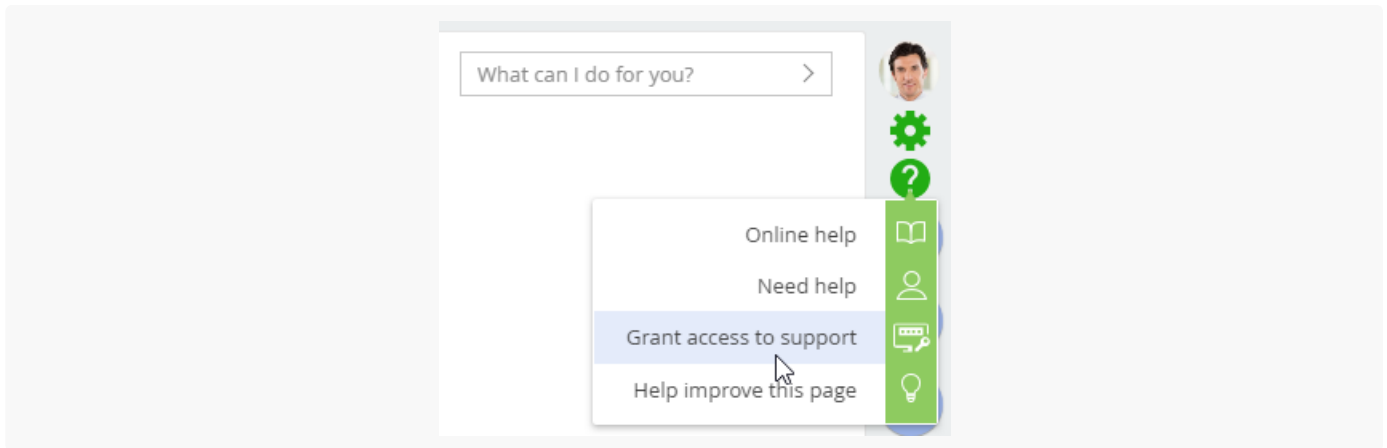 What can I do for you?
Online help
Need help
Grant access to support
Help improve this page